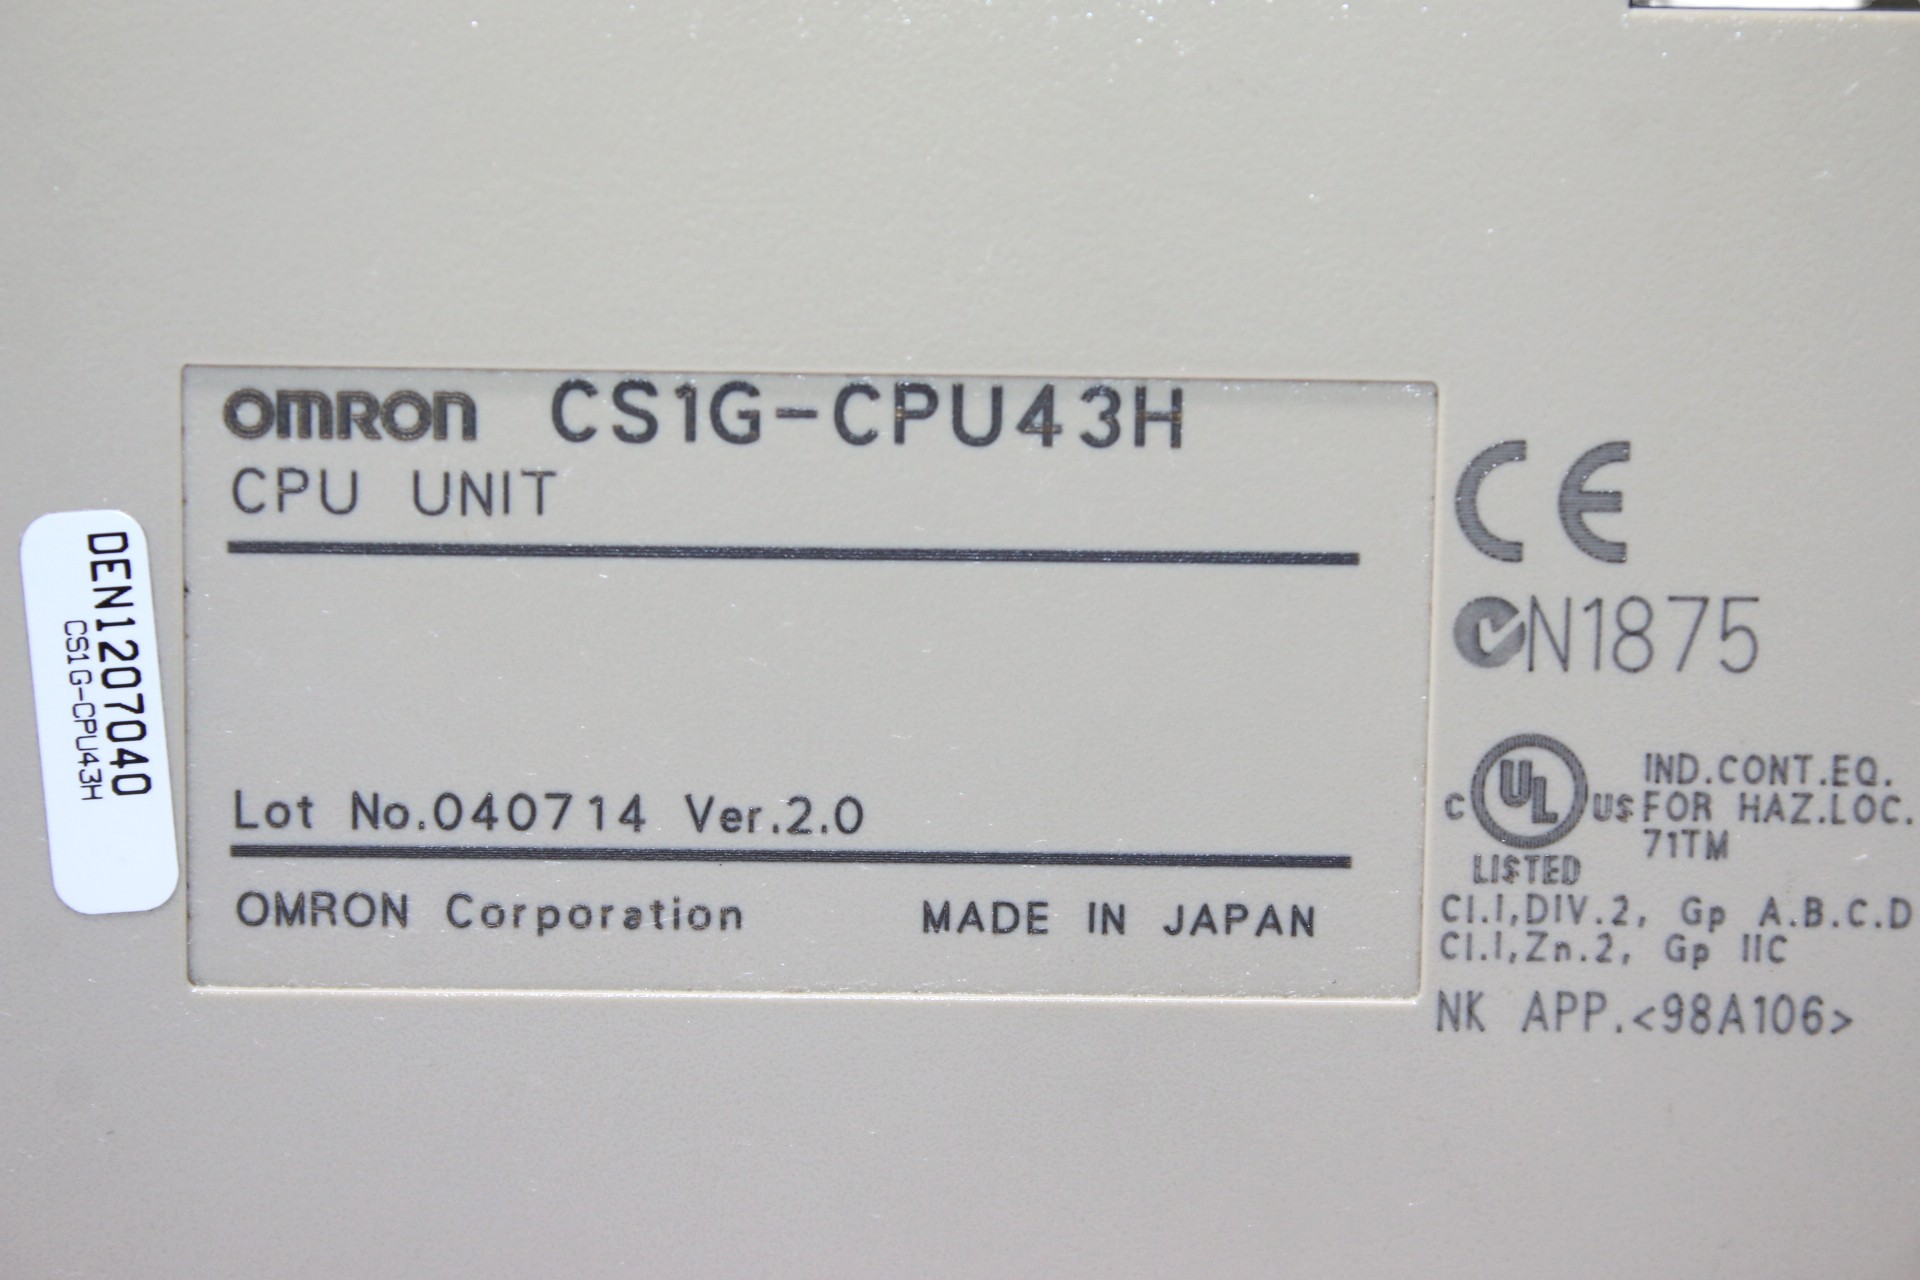 OMRON CS1G-CPU43H
CPU UNIT
Lot No.040714 Ver.2.0
OMRON Corporation MADE IN JAPAN
DEN1207040
CS1G-CPU43H
CE
N1875
C UL US
LISTED
IND.CONT.EQ.
FOR HAZ.LOC.
71TM
Cl.I,DIV.2, Gp A.B.C.D
Cl.I,Zn.2, Gp IIC
NK APP.<98A106>